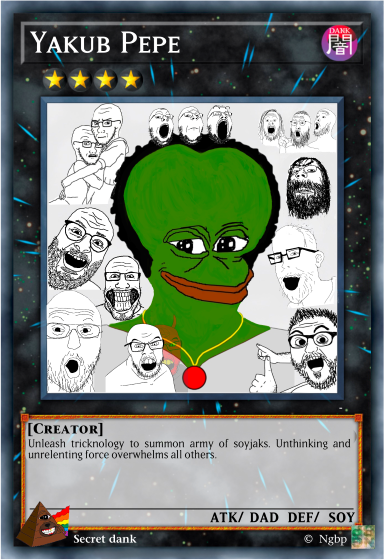 YAKUB PEPE
DANK
闇
[CREATOR]
Unleash tricknology to summon army of soyjaks. Unthinking and
unrelenting force overwhelms all others.
ATK/ DAD DEF/ SOY
Secret dank
© Ngbp